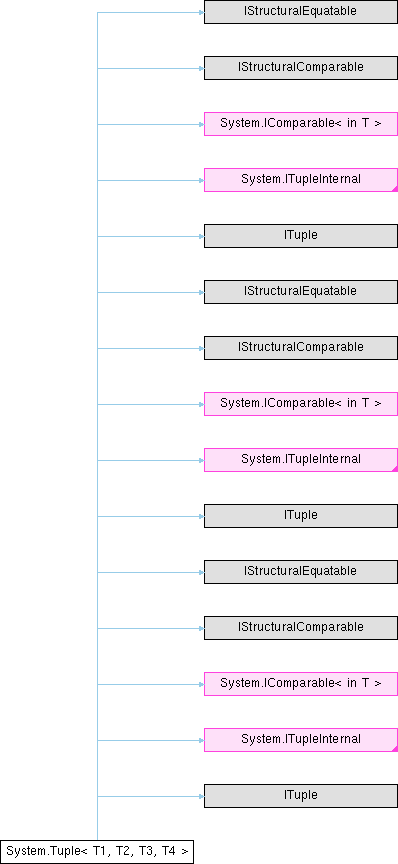 IStructuralEquatable
IStructuralComparable
System.IComparable< in T >
System.ITupleInternal
ITuple
IStructuralEquatable
IStructuralComparable
System.IComparable< in T >
System.ITupleInternal
ITuple
IStructuralEquatable
IStructuralComparable
System.IComparable< in T >
System.ITupleInternal
ITuple
System.Tuple< T1, T2, T3, T4 >